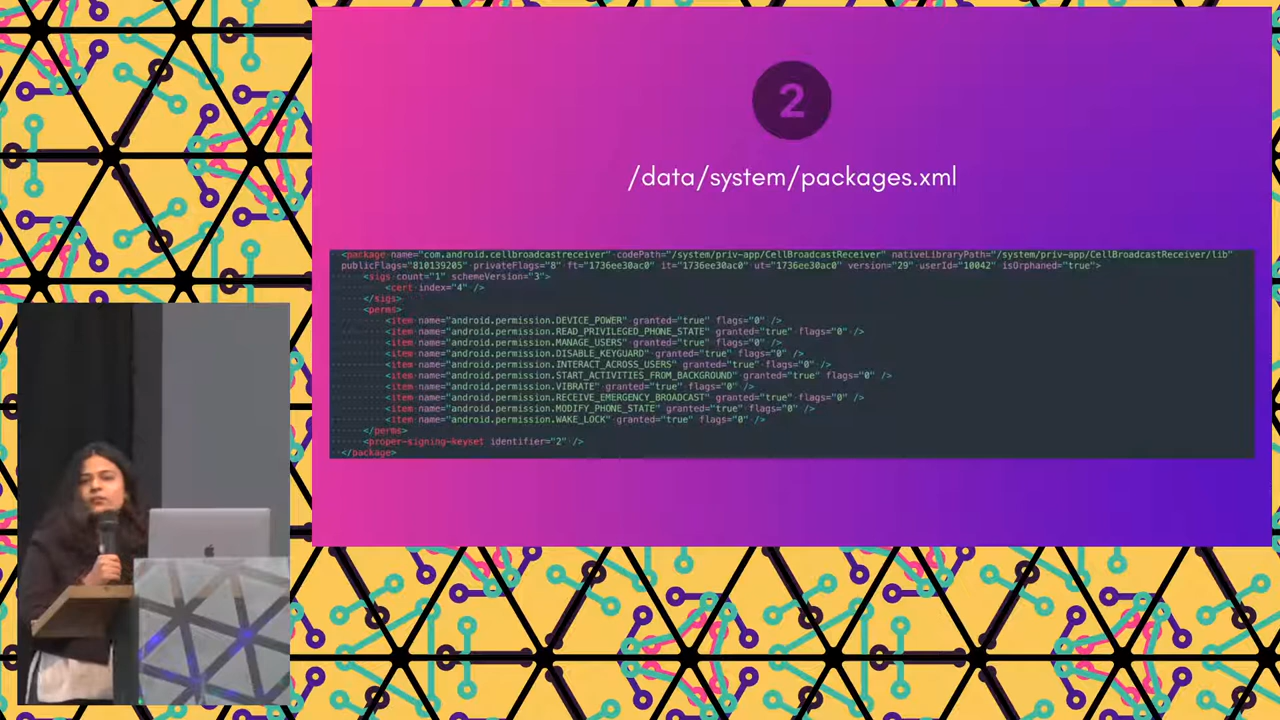 2
/data/system/packages.xml
<package name="com.android.cellbroadcastreceiver" codePath="/system/priv-app/CellBroadcastReceiver" nativeLibraryPath="/system/priv-app/CellBroadcastReceiver/lib"
publicFlags="810139205" privateFlags="8" ft="1736ee30ac0" it="1736ee30ac0" ut="1736ee30ac0" version="29" userId="10042" isOrphaned="true">
<sigs count="1" schemeVersion="3">
<cert index="4" />
</sigs>
<perms>
<item name="android.permission.DEVICE_POWER" granted="true" flags="0" />
<item name="android.permission.READ_PRIVILEGED_PHONE_STATE" granted="true" flags="0" />
<item name="android.permission.MANAGE_USERS" granted="true" flags="0" />
<item name="android.permission.DISABLE_KEYGUARD" granted="true" flags="0" />
<item name="android.permission.INTERACT_ACROSS_USERS" granted="true" flags="0" />
<item name="android.permission.START_ACTIVITIES_FROM_BACKGROUND" granted="true" flags="0" />
<item name="android.permission.VIBRATE" granted="true" flags="0" />
<item name="android.permission.RECEIVE_EMERGENCY_BROADCAST" granted="true" flags="0" />
<item name="android.permission.MODIFY_PHONE_STATE" granted="true" flags="0" />
<item name="android.permission.WAKE_LOCK" granted="true" flags="0" />
</perms>
<proper-signing-keyset identifier="2" />
</package>